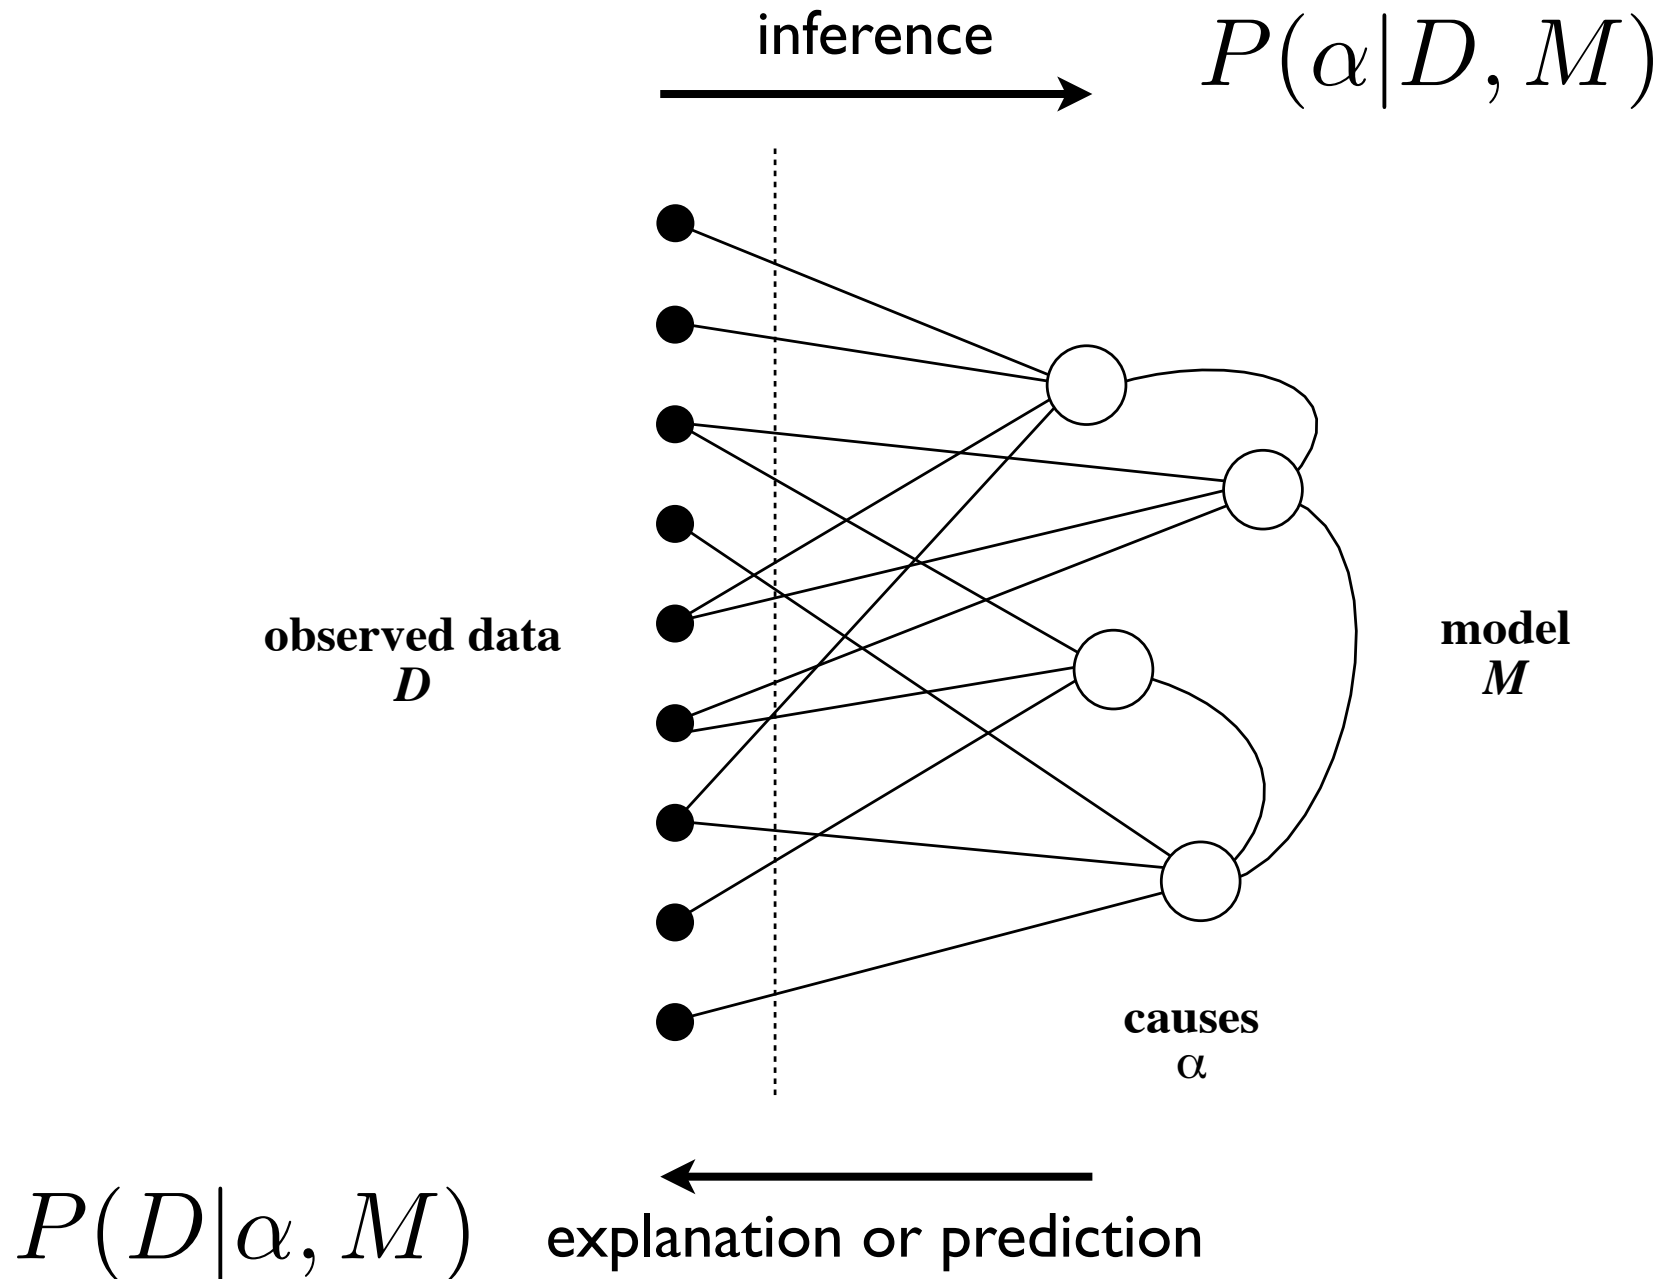 inference
P(α|D, M)
observed data
D
model
M
causes
α
P(D|α, M)
explanation or prediction